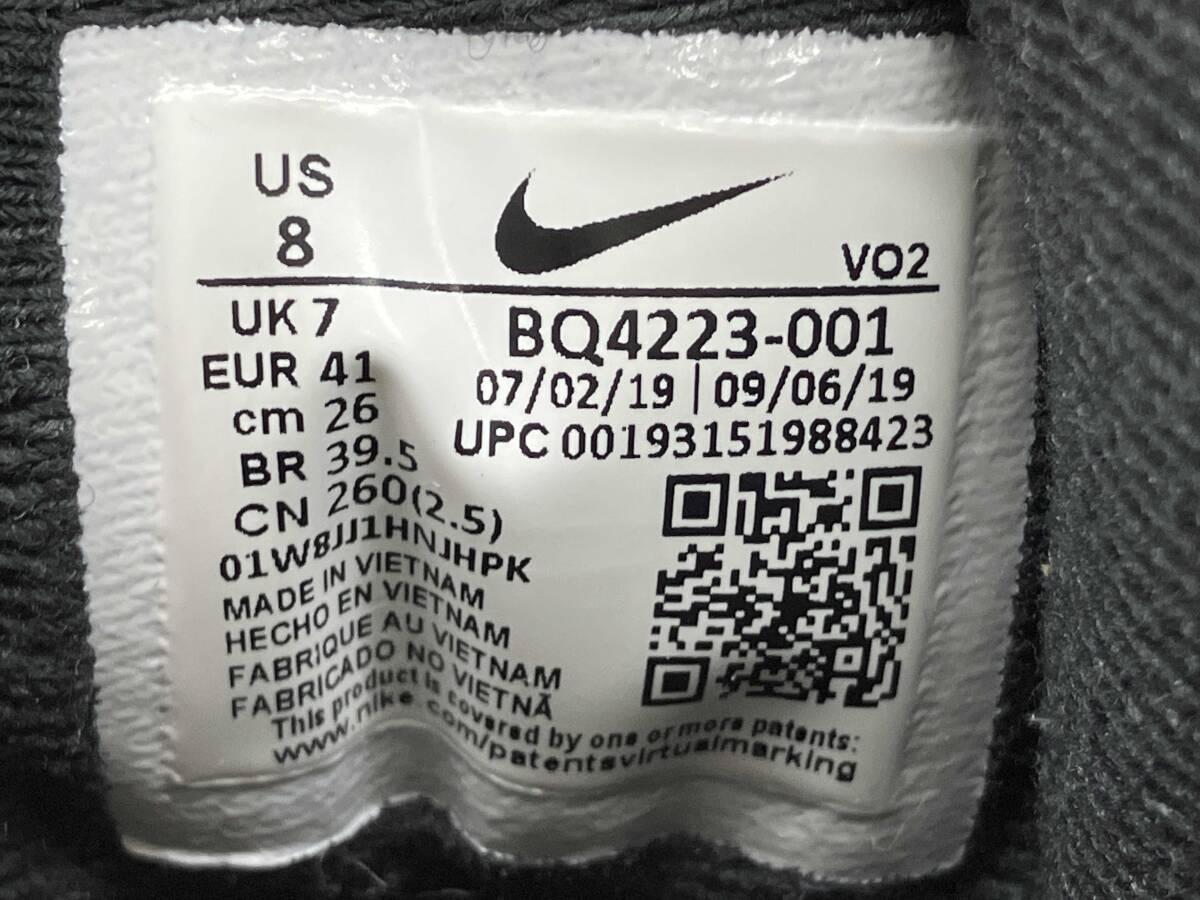 US
8
VO2
UK 7
EUR 41
cm 26
BR 39.5
CN 260(2.5)
BQ4223-001
07/02/19 | 09/06/19
UPC 00193151988423
01W8JJ1HNJHPK
MADE IN VIETNAM
HECHO EN VIETNAM
FABRIQUE AU VIETNAM
FABRICADO NO VIETNÃ
This product is covered by one or more patents:
www.nike.com/patentsvirtualmarking